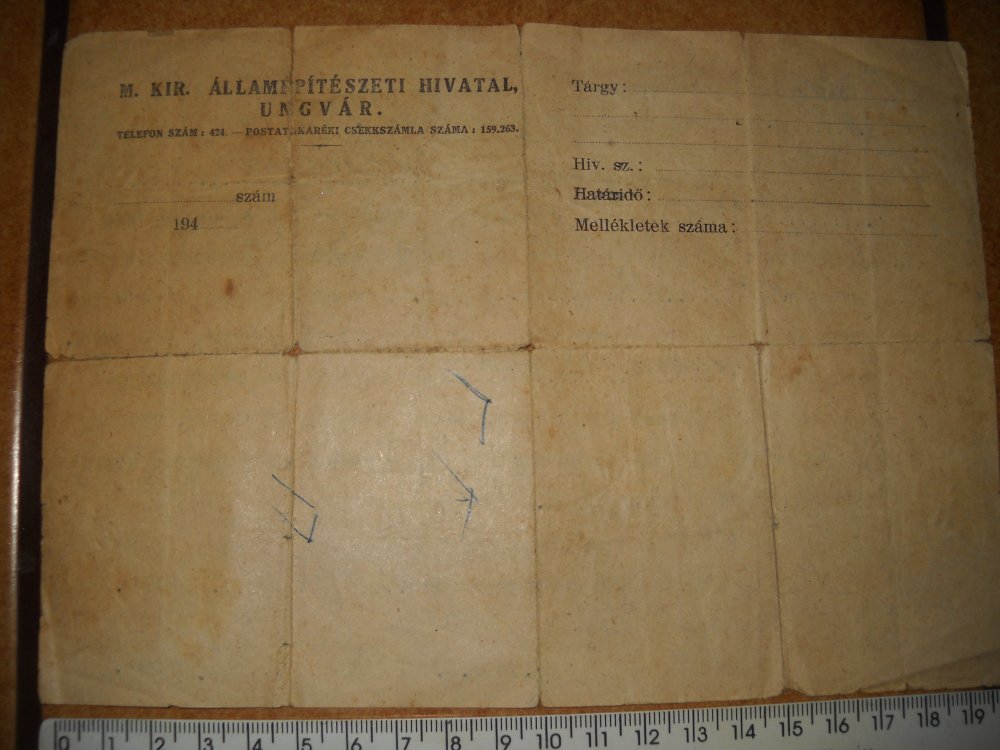 M. KIR. ÁLLAMÉPÍTÉSZETI HIVATAL,
UNGVÁR.
TELEFON SZÁM: 424. — POSTATAKARÉKI CSEKKSZÁMLA SZÁMA: 159.263.
szám
194
Tárgy:
Hiv. sz.:
Határidő:
Mellékletek száma:
0 1 2 3 4 5 6 7 8 9 10 11 12 13 14 15 16 17 18 19